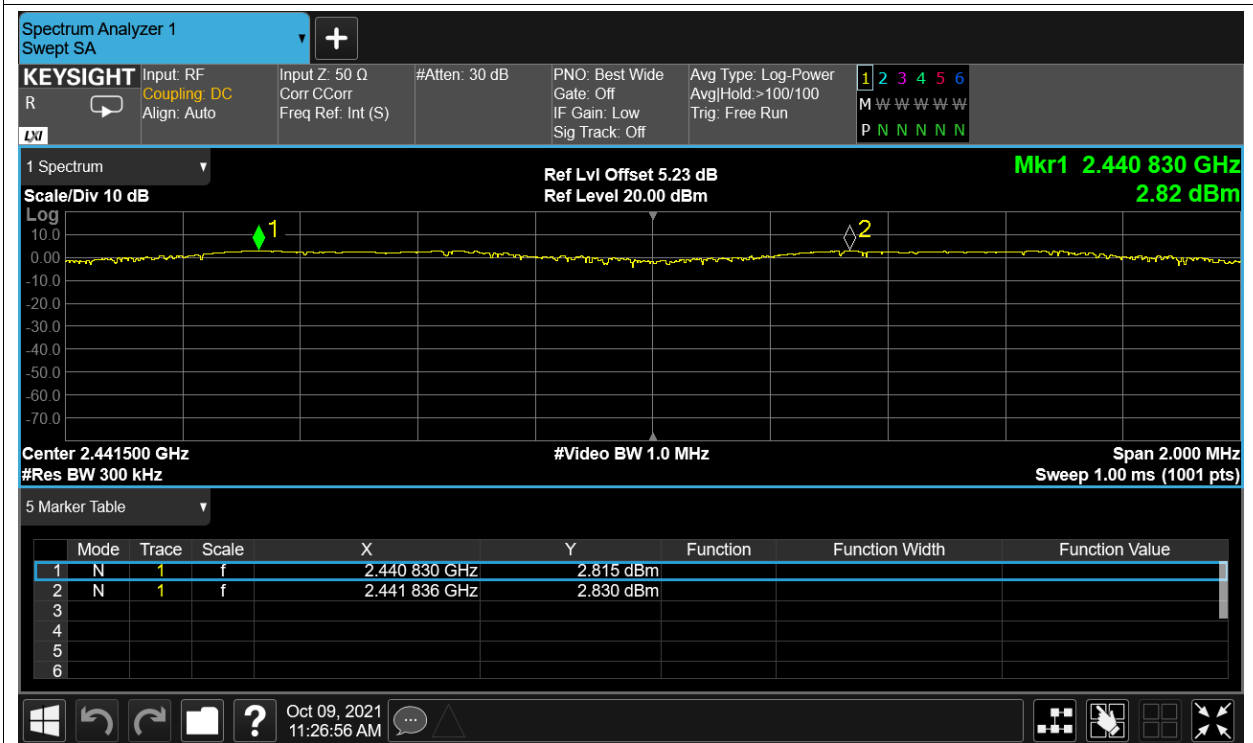 Spectrum Analyzer 1
Swept SA
KEYSIGHT
R
LXI
Input: RF
Coupling: DC
Align: Auto
Input Z: 50 Ω
Corr CCorr
Freq Ref: Int (S)
#Atten: 30 dB
PNO: Best Wide
Gate: Off
IF Gain: Low
Sig Track: Off
Avg Type: Log-Power
Avg|Hold:>100/100
Trig: Free Run
1 2 3 4 5 6
M W W W W W
P N N N N N
1 Spectrum
Scale/Div 10 dB
Ref Lvl Offset 5.23 dB
Ref Level 20.00 dBm
Mkr1 2.440 830 GHz
2.82 dBm
Log
10.0
0.00
-10.0
-20.0
-30.0
-40.0
-50.0
-60.0
-70.0
1
2
Center 2.441500 GHz
#Res BW 300 kHz
#Video BW 1.0 MHz
Span 2.000 MHz
Sweep 1.00 ms (1001 pts)
5 Marker Table
Mode Trace Scale X Y Function Function Width Function Value
1 N 1 f 2.440 830 GHz 2.815 dBm
2 N 1 f 2.441 836 GHz 2.830 dBm
3
4
5
6
?
Oct 09, 2021
11:26:56 AM